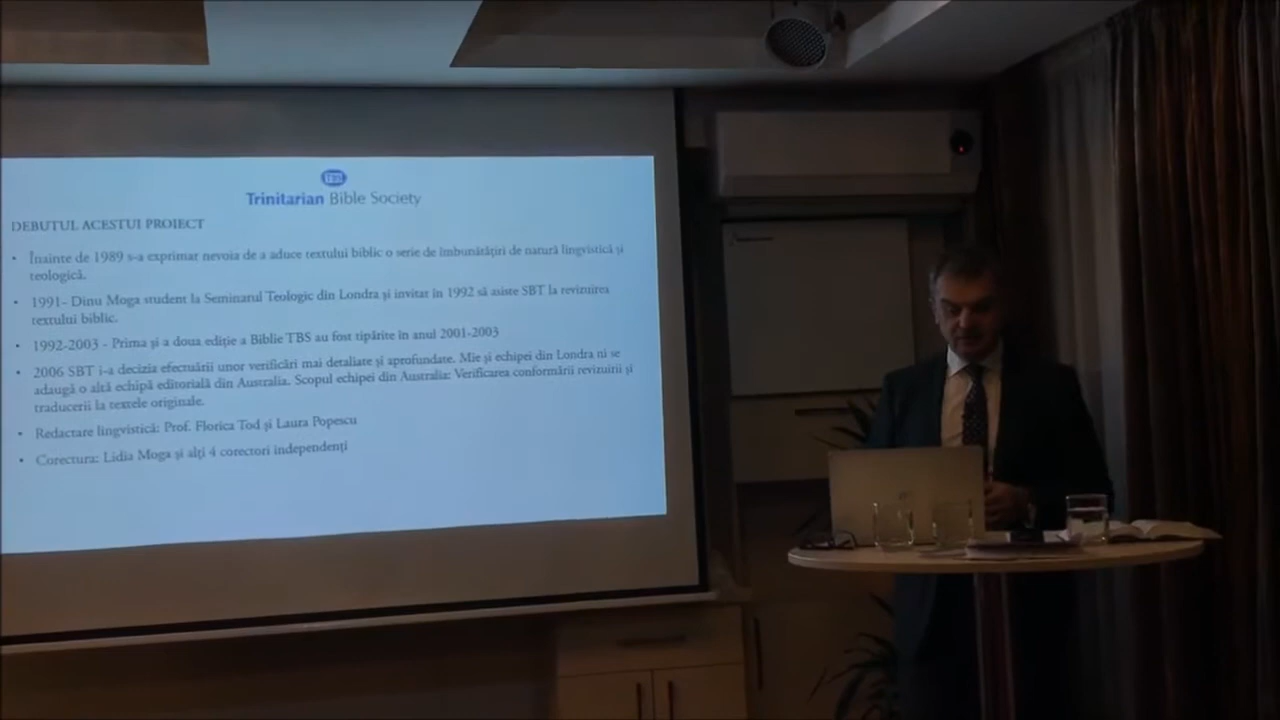 TBS
Trinitarian Bible Society
DEBUTUL ACESTUI PROIECT
• Înainte de 1989 s-a exprimat nevoia de a aduce textului biblic o serie de îmbunătățiri de natură lingvistică și
teologică.
• 1991- Dinu Moga student la Seminarul Teologic din Londra și invitat în 1992 să asiste SBT la revizuirea
textului biblic.
• 1992-2003 - Prima și a doua ediție a Biblie TBS au fost tipărite în anul 2001-2003
• 2006 SBT i-a decizia efectuării unor verificări mai detaliate și aprofundate. Mie și echipei din Londra ni se
adaugă o altă echipă editorială din Australia. Scopul echipei din Australia: Verificarea conformării revizuirii și
traducerii la textele originale.
• Redactare lingvistică: Prof. Florica Tod și Laura Popescu
• Corectura: Lidia Moga și alți 4 corectori independenți